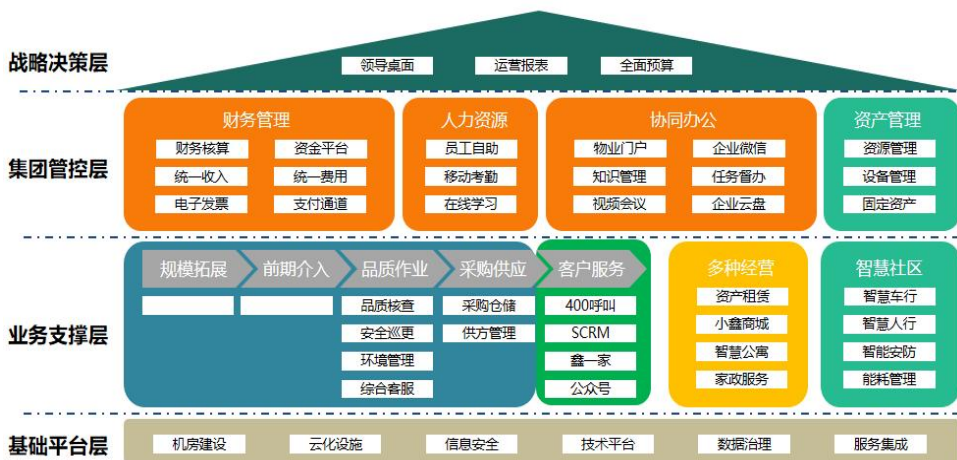 战略决策层
领导桌面 运营报表 全面预算
集团管控层
财务管理 人力资源 协同办公 资产管理
财务核算 资金平台 员工自助 物业门户 企业微信 资源管理
统一收入 统一费用 移动考勤 知识管理 任务督办 设备管理
电子发票 支付通道 在线学习 视频会议 企业云盘 固定资产
业务支撑层
规模拓展 前期介入 品质作业 采购供应 客户服务 多种经营 智慧社区
品质核查 采购仓储 400呼叫 资产租赁 智慧车行
安全巡更 供方管理 SCRM 小鑫商城 智慧人行
环境管理 鑫一家 智慧公寓 智能安防
综合客服 公众号 家政服务 能耗管理
基础平台层
机房建设 云化设施 信息安全 技术平台 数据治理 服务集成